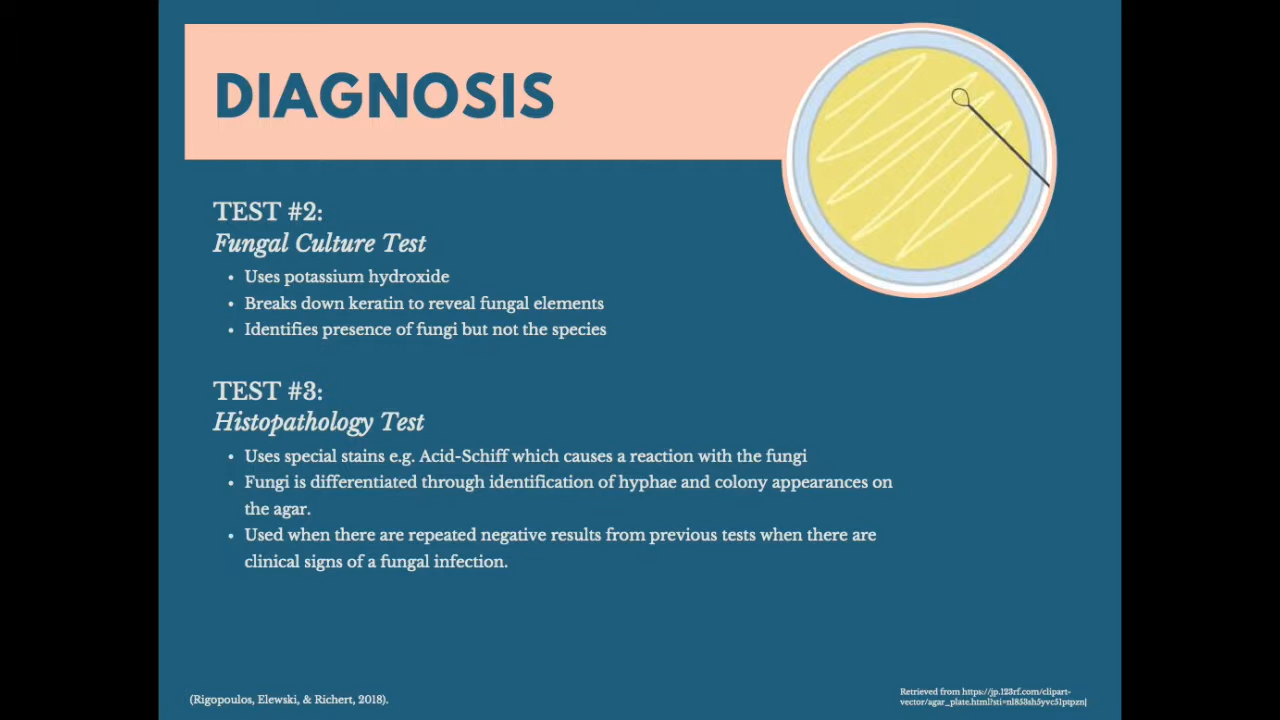 DIAGNOSIS
TEST #2:
Fungal Culture Test
• Uses potassium hydroxide
• Breaks down keratin to reveal fungal elements
• Identifies presence of fungi but not the species
TEST #3:
Histopathology Test
• Uses special stains e.g. Acid-Schiff which causes a reaction with the fungi
• Fungi is differentiated through identification of hyphae and colony appearances on
the agar.
• Used when there are repeated negative results from previous tests when there are
clinical signs of a fungal infection.
(Rigopoulos, Elewski, & Richert, 2018).
Retrieved from https://jp.123rf.com/clipart-